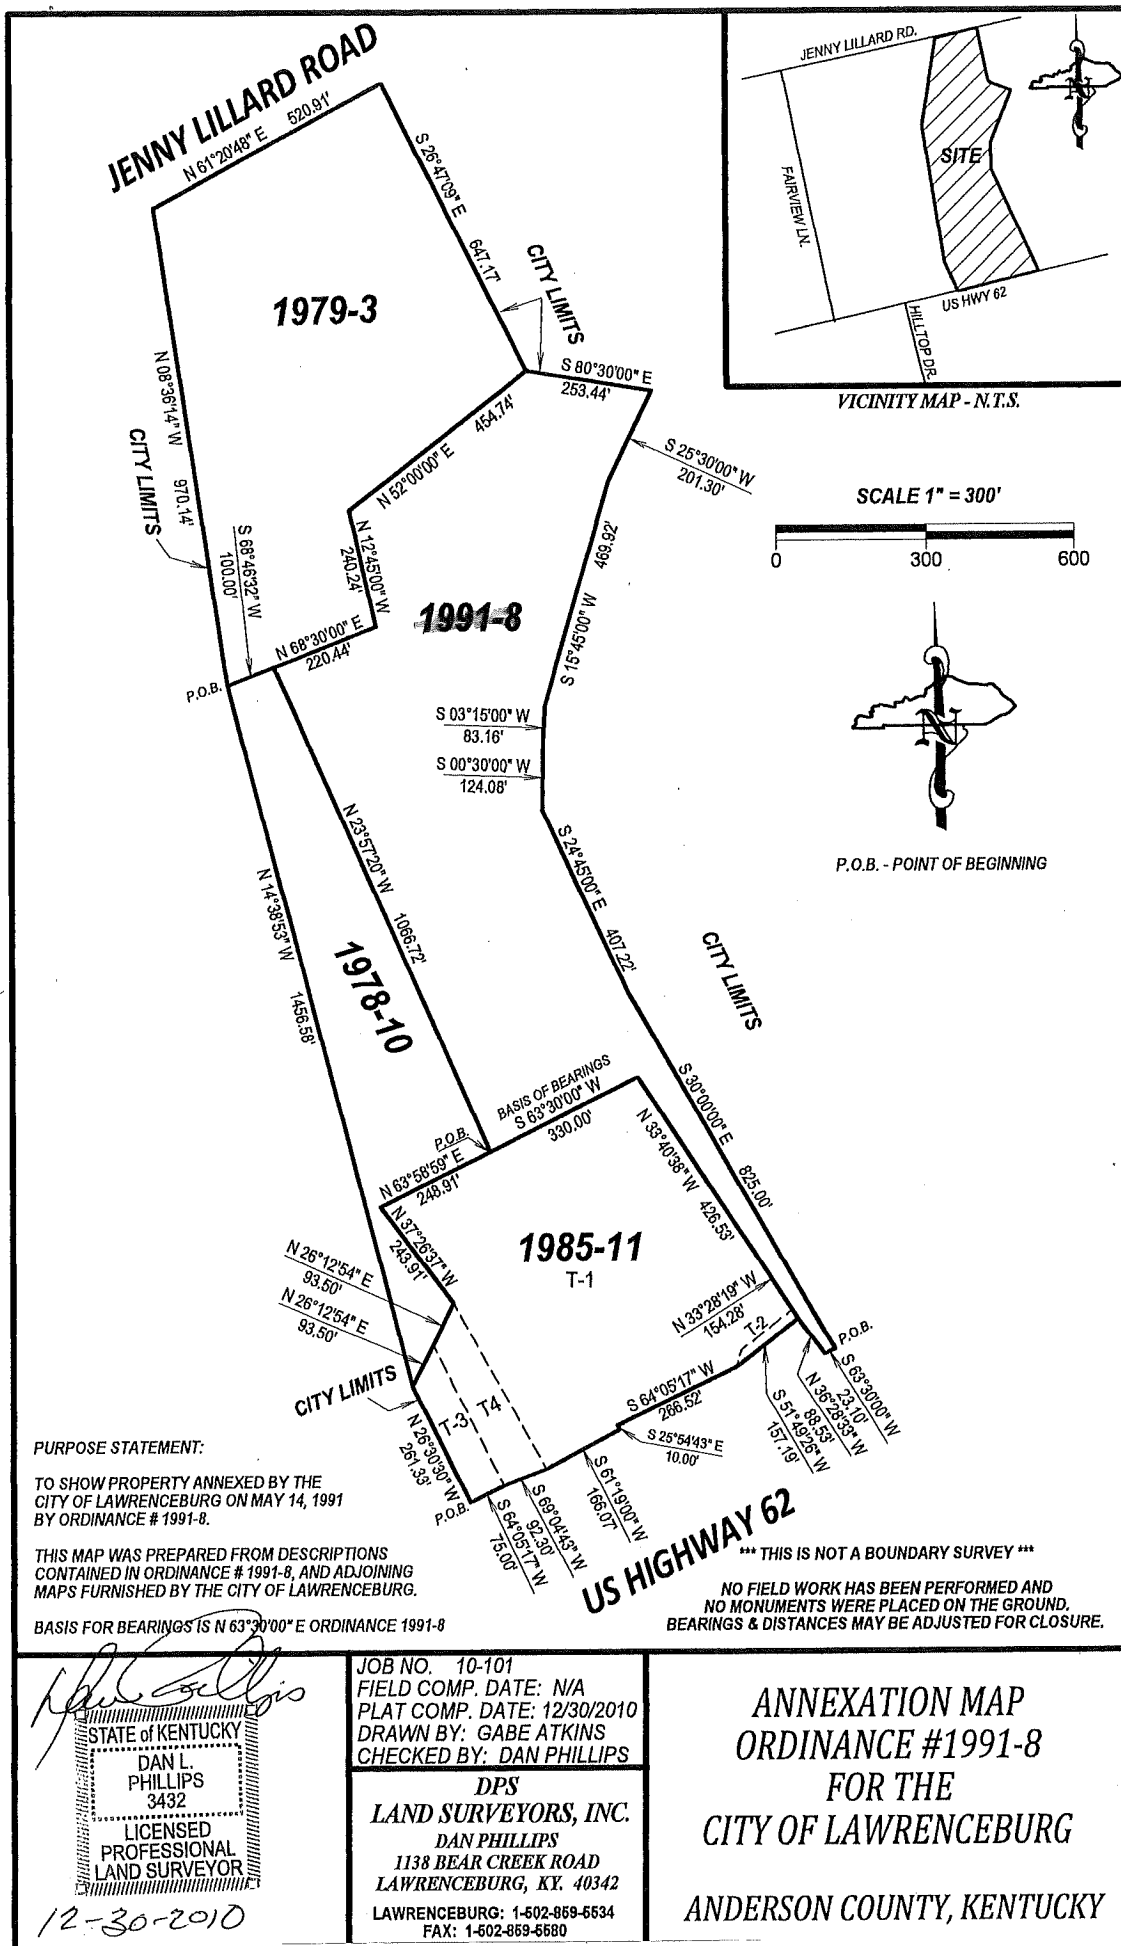 JENNY LILLARD ROAD
N 61°20'48" E 520.91'
S 26°47'09" E 647.17'
CITY LIMITS
1979-3
S 80°30'00" E
253.44'
N 08°36'14" W 970.14'
CITY LIMITS
N 52°00'00" E 454.74'
S 25°30'00" W
201.30'
N 12°45'00" W
240.24'
S 68°46'32" W
100.00'
N 68°30'00" E
220.44'
1991-8
S 15°45'00" W 469.92'
P.O.B.
S 03°15'00" W
83.16'
S 00°30'00" W
124.08'
N 23°57'20" W 1066.72'
S 24°45'00" E 407.22'
N 14°38'53" W 1456.58'
1978-10
CITY LIMITS
BASIS OF BEARINGS
S 63°30'00" W
330.00'
P.O.B.
S 30°00'00" E 825.00'
N 63°58'59" E
248.91'
N 33°40'38" W 426.53'
N 37°26'37" W
243.91'
1985-11
T-1
N 26°12'54" E
93.50'
N 26°12'54" E
93.50'
N 33°28'19" W
154.28'
T-2
P.O.B.
CITY LIMITS
T-3
T4
S 64°05'17" W
266.52'
S 63°30'00" W
23.10'
N 36°28'33" W
88.53'
S 51°49'26" W
157.19'
N 26°30'30" W
261.33'
S 25°54'43" E
10.00'
P.O.B.
S 64°05'17" W
75.00'
S 69°04'43" W
92.30'
S 61°19'00" W
166.07'
US HIGHWAY 62
JENNY LILLARD RD.
FAIRVIEW LN.
SITE
N
US HWY 62
HILLTOP DR.
VICINITY MAP - N.T.S.
SCALE 1" = 300'
0 300 600
N
P.O.B. - POINT OF BEGINNING
PURPOSE STATEMENT:
TO SHOW PROPERTY ANNEXED BY THE
CITY OF LAWRENCEBURG ON MAY 14, 1991
BY ORDINANCE # 1991-8.
THIS MAP WAS PREPARED FROM DESCRIPTIONS
CONTAINED IN ORDINANCE # 1991-8, AND ADJOINING
MAPS FURNISHED BY THE CITY OF LAWRENCEBURG.
BASIS FOR BEARINGS IS N 63°30'00" E ORDINANCE 1991-8
*** THIS IS NOT A BOUNDARY SURVEY ***
NO FIELD WORK HAS BEEN PERFORMED AND
NO MONUMENTS WERE PLACED ON THE GROUND.
BEARINGS & DISTANCES MAY BE ADJUSTED FOR CLOSURE.
STATE of KENTUCKY
DAN L.
PHILLIPS
3432
LICENSED
PROFESSIONAL
LAND SURVEYOR
12-30-2010
JOB NO. 10-101
FIELD COMP. DATE: N/A
PLAT COMP. DATE: 12/30/2010
DRAWN BY: GABE ATKINS
CHECKED BY: DAN PHILLIPS
DPS
LAND SURVEYORS, INC.
DAN PHILLIPS
1138 BEAR CREEK ROAD
LAWRENCEBURG, KY. 40342
LAWRENCEBURG: 1-502-859-5534
FAX: 1-502-859-5580
ANNEXATION MAP
ORDINANCE #1991-8
FOR THE
CITY OF LAWRENCEBURG
ANDERSON COUNTY, KENTUCKY